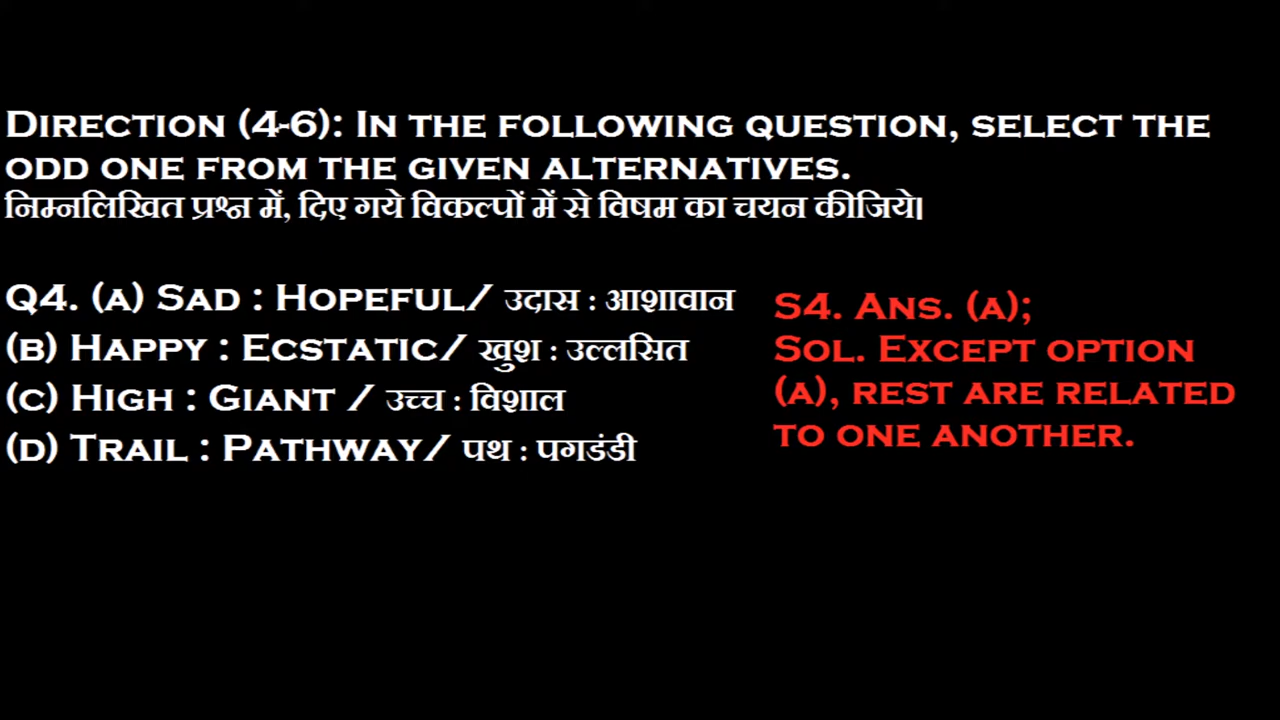 Direction (4-6): In the following question, select the
odd one from the given alternatives.
निम्नलिखित प्रश्न में, दिए गये विकल्पों में से विषम का चयन कीजिये।
Q4. (a) Sad : Hopeful/ उदास : आशावान
(b) Happy : Ecstatic/ खुश : उल्लसित
(c) High : Giant / उच्च : विशाल
(d) Trail : Pathway/ पथ : पगडंडी
S4. Ans. (a);
Sol. Except option
(a), rest are related
to one another.